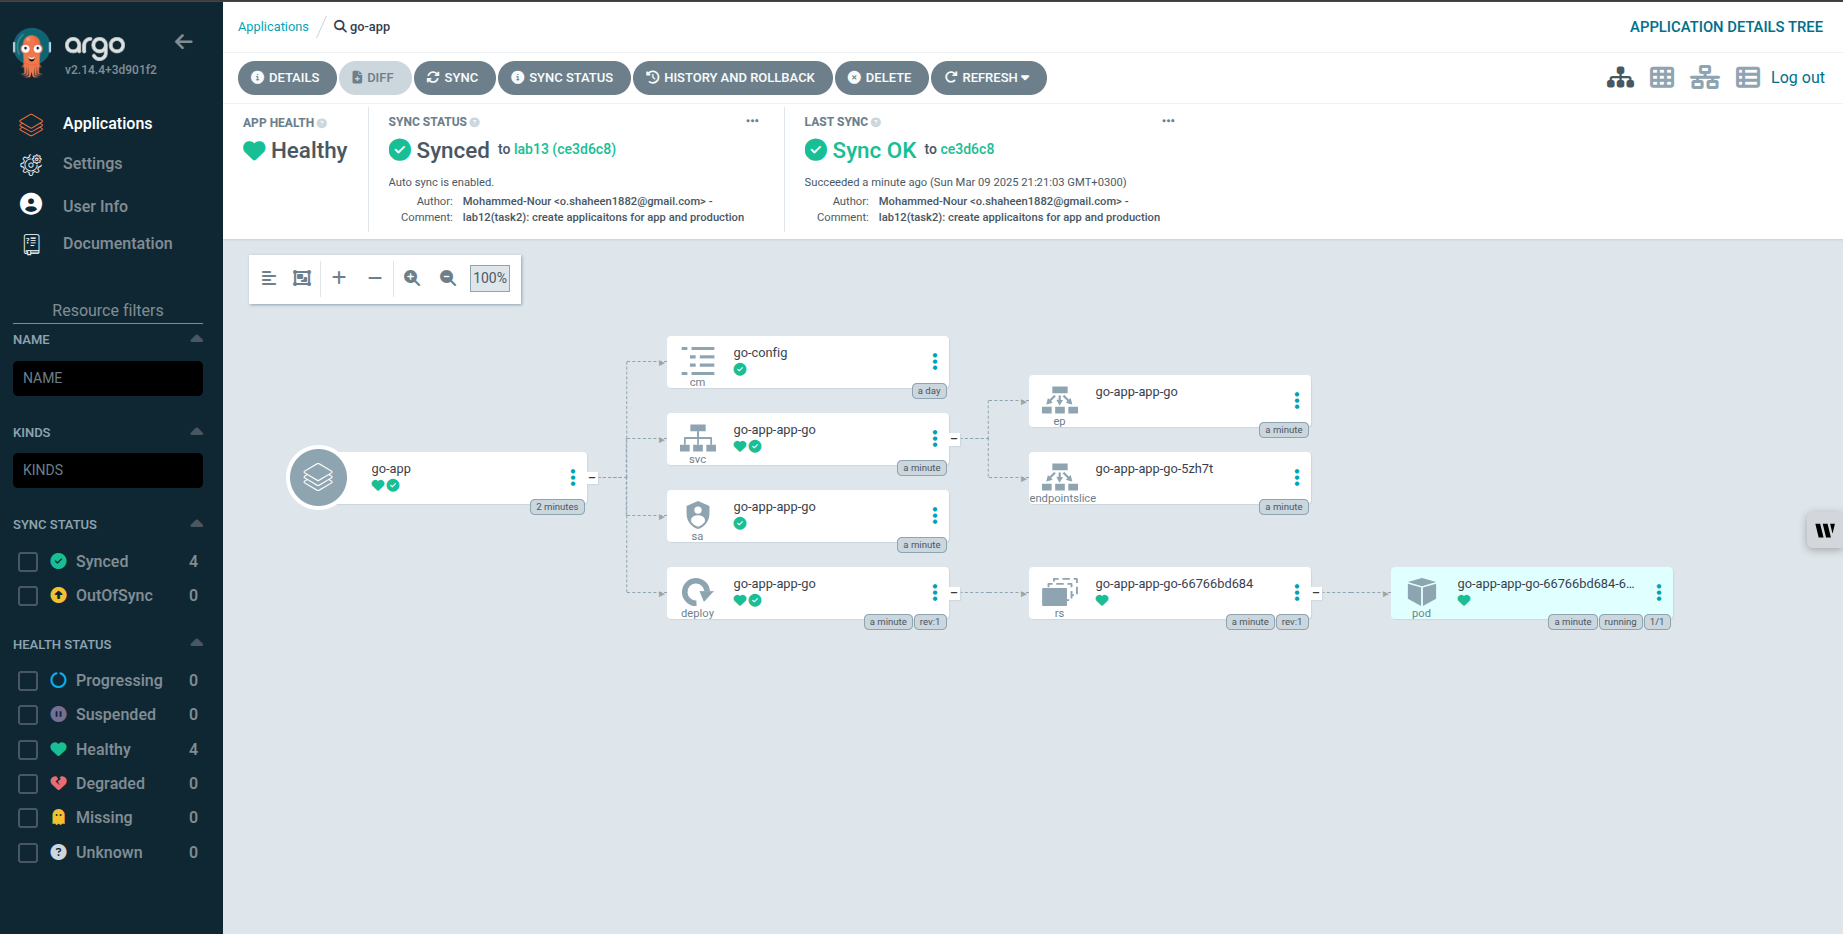 argo
v2.14.4+3d901f2
Applications
Settings
User Info
Documentation
Resource filters
NAME
NAME
KINDS
KINDS
SYNC STATUS
Synced 4
OutOfSync 0
HEALTH STATUS
Progressing 0
Suspended 0
Healthy 4
Degraded 0
Missing 0
Unknown 0
Applications / go-app
APPLICATION DETAILS TREE
DETAILS DIFF SYNC SYNC STATUS HISTORY AND ROLLBACK DELETE REFRESH
Log out
APP HEALTH
Healthy
SYNC STATUS
Synced to lab13 (ce3d6c8)
Auto sync is enabled.
Author: Mohammed-Nour <o.shaheen1882@gmail.com> -
Comment: lab12(task2): create applicaitons for app and production
LAST SYNC
Sync OK to ce3d6c8
Succeeded a minute ago (Sun Mar 09 2025 21:21:03 GMT+0300)
Author: Mohammed-Nour <o.shaheen1882@gmail.com> -
Comment: lab12(task2): create applicaitons for app and production
100%
go-app
2 minutes
go-config
cm
a day
go-app-app-go
svc
a minute
go-app-app-go
sa
a minute
go-app-app-go
deploy
a minute rev:1
go-app-app-go
ep
a minute
go-app-app-go-5zh7t
endpointslice
a minute
go-app-app-go-66766bd684
rs
a minute rev:1
go-app-app-go-66766bd684-6...
pod
a minute running 1/1
W